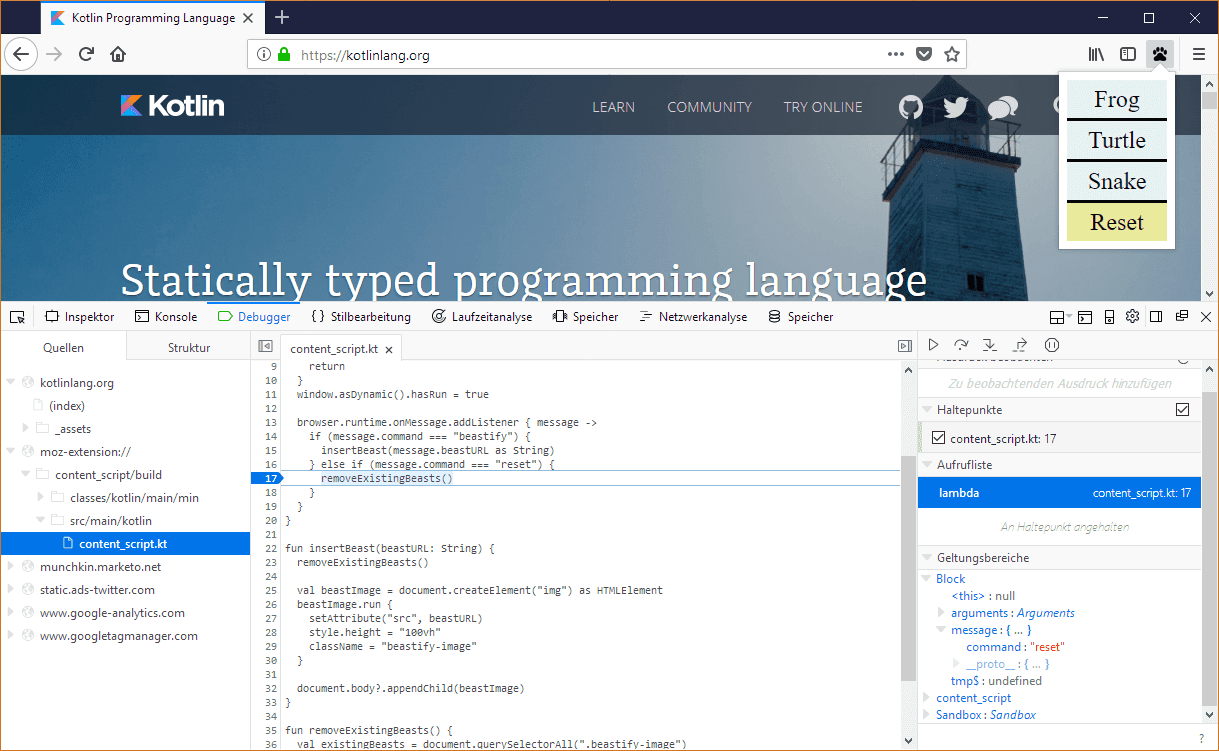 Kotlin Programming Language
https://kotlinlang.org
Kotlin
LEARN COMMUNITY TRY ONLINE
Frog
Turtle
Snake
Reset
Statically typed programming language
Inspektor Konsole Debugger { } Stilbearbeitung Laufzeitanalyse Speicher Netzwerkanalyse Speicher
Quellen Struktur
kotlinlang.org
(index)
_assets
moz-extension://
content_script/build
classes/kotlin/main/min
src/main/kotlin
content_script.kt
munchkin.marketo.net
static.ads-twitter.com
www.google-analytics.com
www.googletagmanager.com
content_script.kt
9 return
10 }
11 window.asDynamic().hasRun = true
12
13 browser.runtime.onMessage.addListener { message ->
14 if (message.command === "beastify") {
15 insertBeast(message.beastURL as String)
16 } else if (message.command === "reset") {
17 removeExistingBeasts()
18 }
19 }
20 }
21
22 fun insertBeast(beastURL: String) {
23 removeExistingBeasts()
24
25 val beastImage = document.createElement("img") as HTMLElement
26 beastImage.run {
27 setAttribute("src", beastURL)
28 style.height = "100vh"
29 className = "beastify-image"
30 }
31
32 document.body?.appendChild(beastImage)
33 }
34
35 fun removeExistingBeasts() {
36 val existingBeasts = document.querySelectorAll(".beastify-image")
Ausdruck beobachten
Zu beobachtenden Ausdruck hinzufügen
Haltepunkte
content_script.kt: 17
Aufrufliste
lambda content_script.kt: 17
An Haltepunkt angehalten
Geltungsbereiche
Block
<this> : null
arguments : Arguments
message : { ... }
command : "reset"
__proto__ : { ... }
tmp$ : undefined
content_script
Sandbox : Sandbox
?